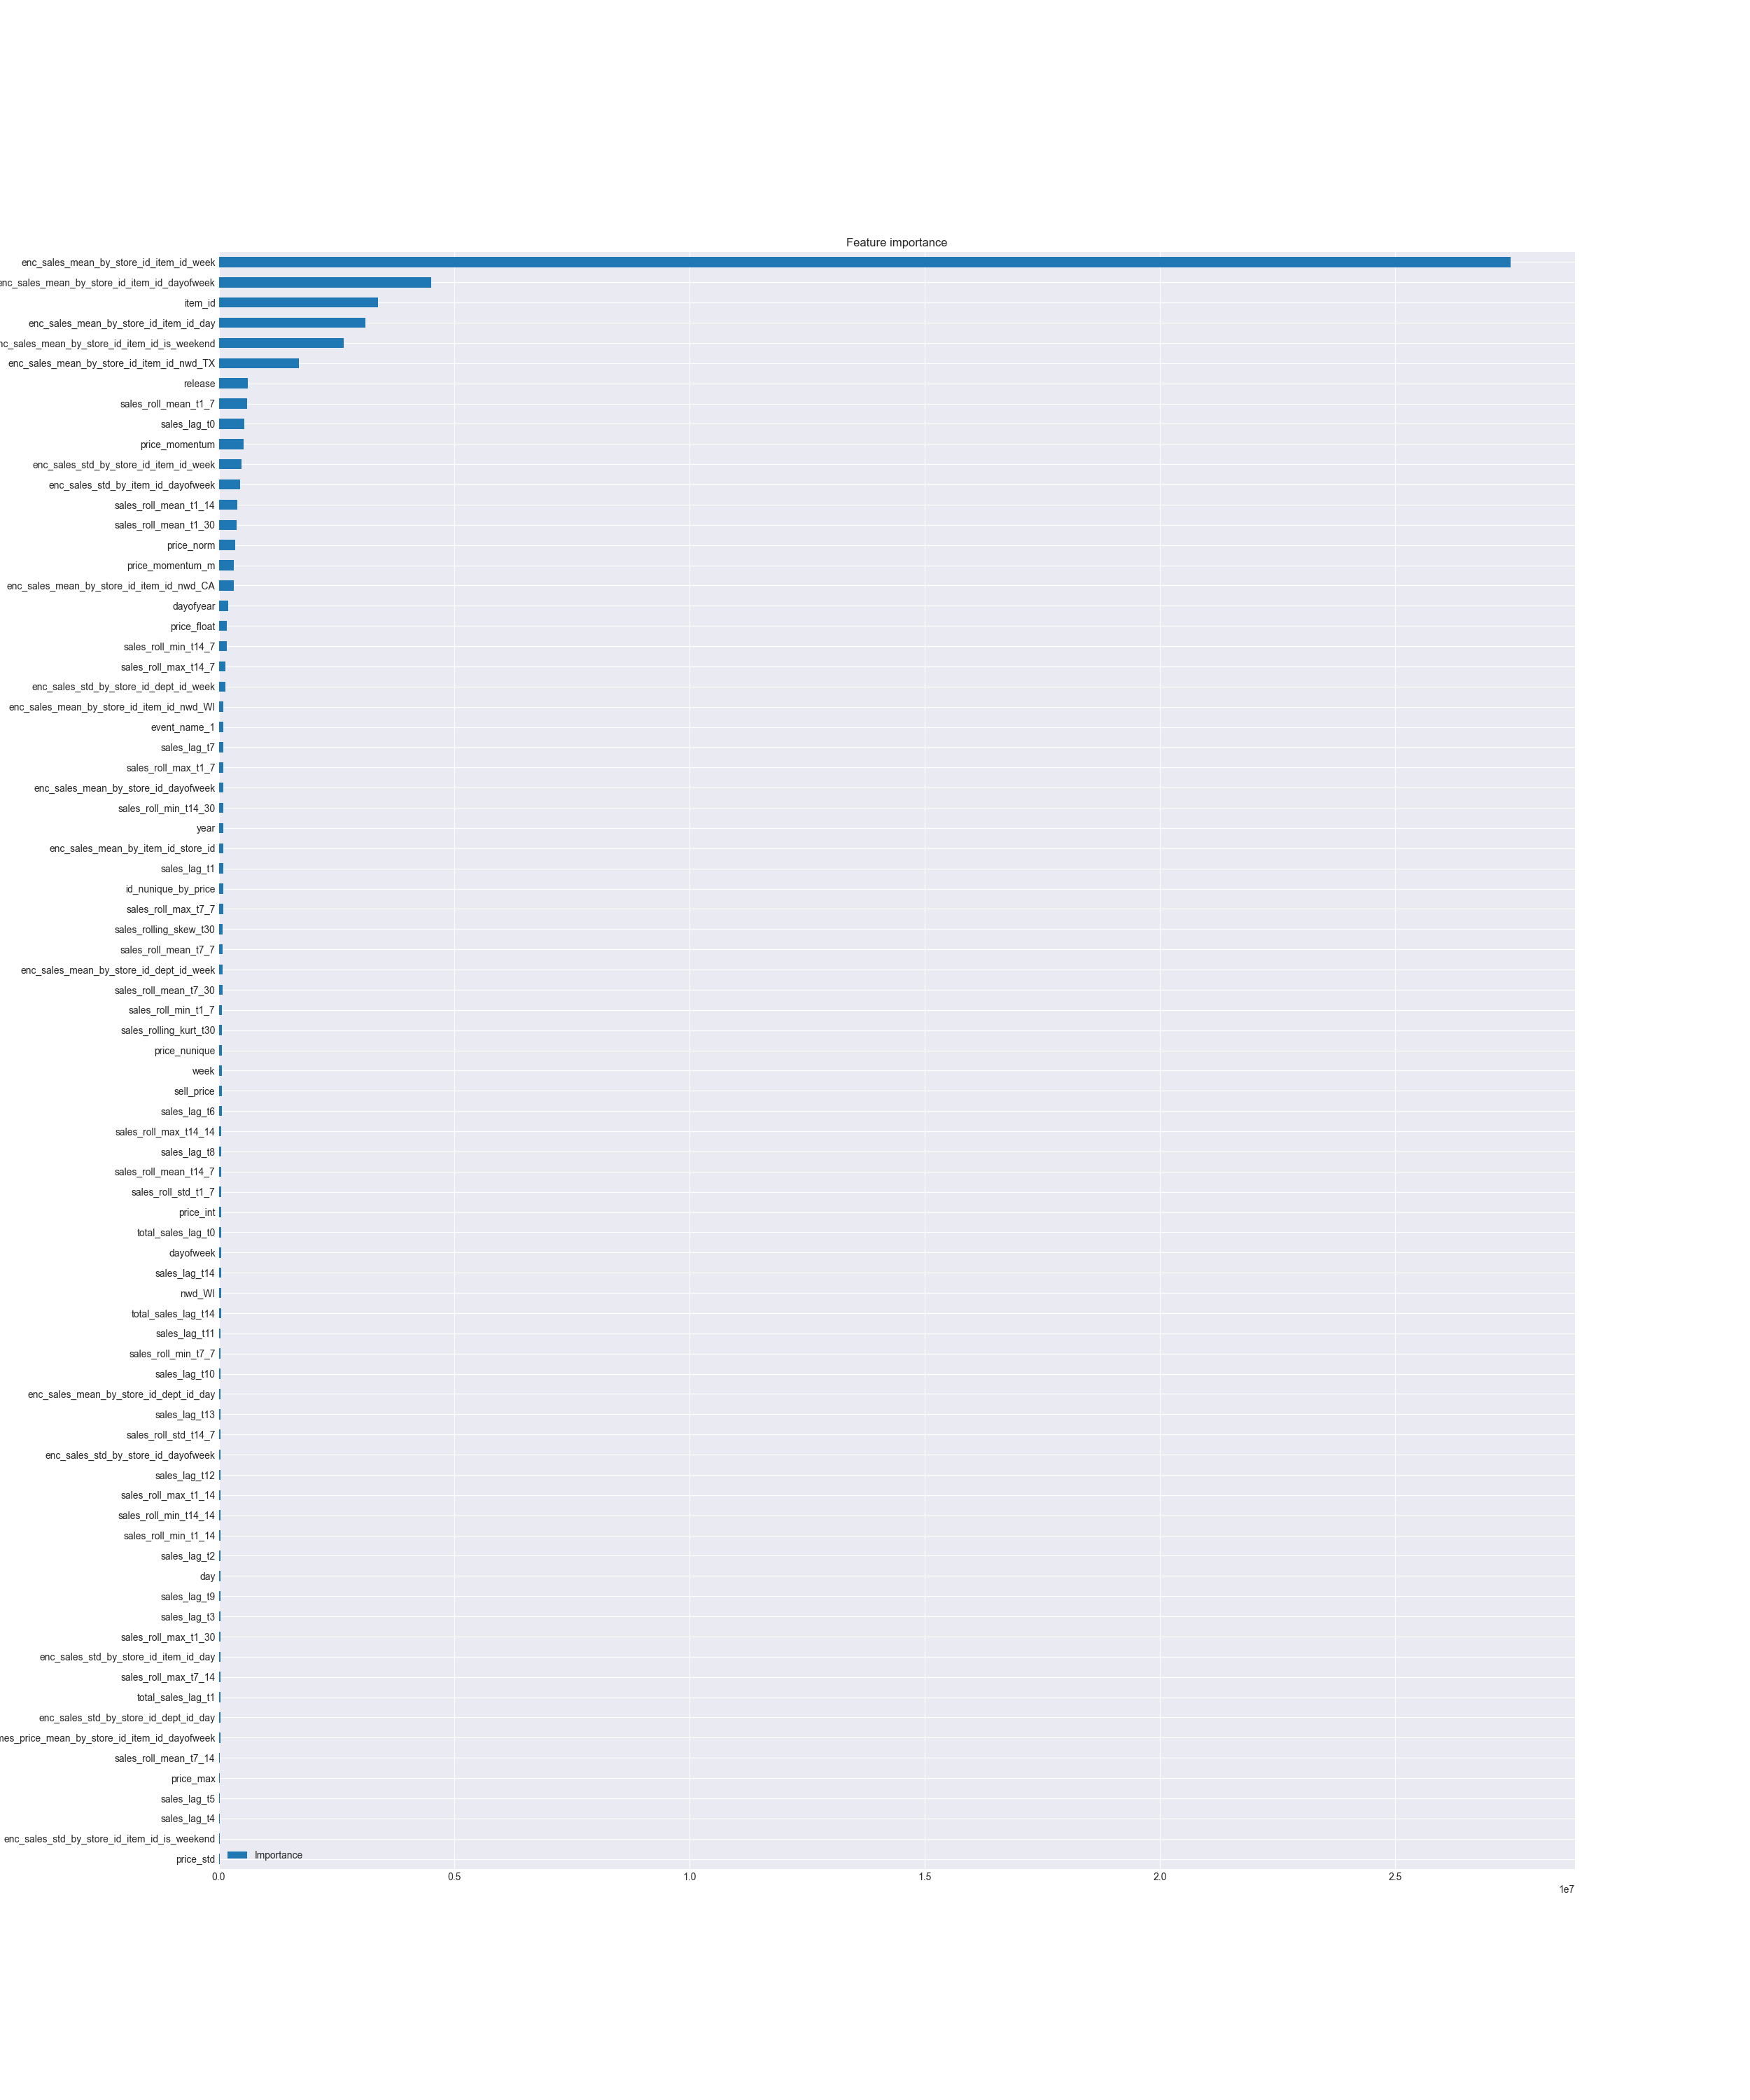 Feature importance
enc_sales_mean_by_store_id_item_id_week
enc_sales_mean_by_store_id_item_id_dayofweek
item_id
enc_sales_mean_by_store_id_item_id_day
nc_sales_mean_by_store_id_item_id_is_weekend
enc_sales_mean_by_store_id_item_id_nwd_TX
release
sales_roll_mean_t1_7
sales_lag_t0
price_momentum
enc_sales_std_by_store_id_item_id_week
enc_sales_std_by_item_id_dayofweek
sales_roll_mean_t1_14
sales_roll_mean_t1_30
price_norm
price_momentum_m
enc_sales_mean_by_store_id_item_id_nwd_CA
dayofyear
price_float
sales_roll_min_t14_7
sales_roll_max_t14_7
enc_sales_std_by_store_id_dept_id_week
enc_sales_mean_by_store_id_item_id_nwd_WI
event_name_1
sales_lag_t7
sales_roll_max_t1_7
enc_sales_mean_by_store_id_dayofweek
sales_roll_min_t14_30
year
enc_sales_mean_by_item_id_store_id
sales_lag_t1
id_nunique_by_price
sales_roll_max_t7_7
sales_rolling_skew_t30
sales_roll_mean_t7_7
enc_sales_mean_by_store_id_dept_id_week
sales_roll_mean_t7_30
sales_roll_min_t1_7
sales_rolling_kurt_t30
price_nunique
week
sell_price
sales_lag_t6
sales_roll_max_t14_14
sales_lag_t8
sales_roll_mean_t14_7
sales_roll_std_t1_7
price_int
total_sales_lag_t0
dayofweek
sales_lag_t14
nwd_WI
total_sales_lag_t14
sales_lag_t11
sales_roll_min_t7_7
sales_lag_t10
enc_sales_mean_by_store_id_dept_id_day
sales_lag_t13
sales_roll_std_t14_7
enc_sales_std_by_store_id_dayofweek
sales_lag_t12
sales_roll_max_t1_14
sales_roll_min_t14_14
sales_roll_min_t1_14
sales_lag_t2
day
sales_lag_t9
sales_lag_t3
sales_roll_max_t1_30
enc_sales_std_by_store_id_item_id_day
sales_roll_max_t7_14
total_sales_lag_t1
enc_sales_std_by_store_id_dept_id_day
nes_price_mean_by_store_id_item_id_dayofweek
sales_roll_mean_t7_14
price_max
sales_lag_t5
sales_lag_t4
enc_sales_std_by_store_id_item_id_is_weekend
price_std
Importance
0.0 0.5 1.0 1.5 2.0 2.5
1e7